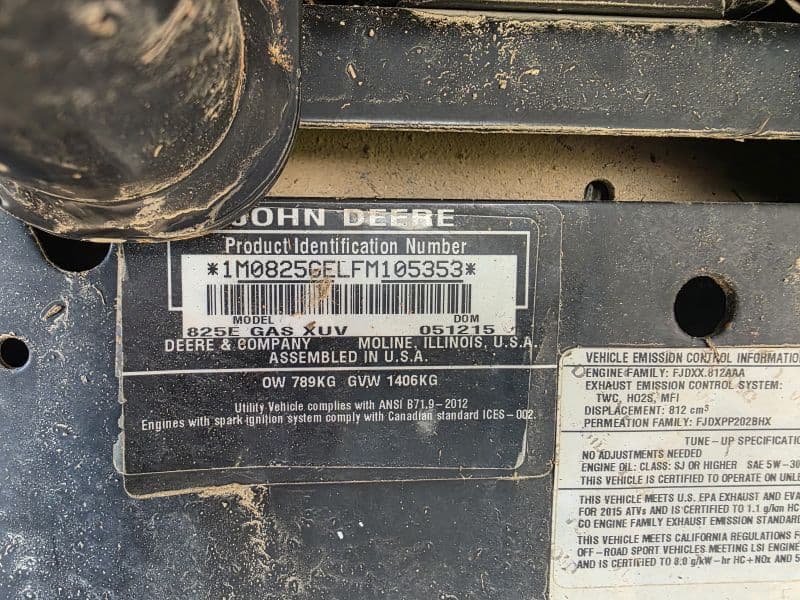 JOHN DEERE
Product Identification Number
*1M0825GELFM105353*
MODEL DOM
825E GAS XUV 051215 J
DEERE & COMPANY MOLINE, ILLINOIS, U.S.A.
ASSEMBLED IN U.S.A.
OW 789KG GVW 1406KG
Utility Vehicle complies with ANSI B71.9-2012
Engines with spark ignition system comply with Canadian standard ICES-002.
VEHICLE EMISSION CONTROL INFORMATIO
ENGINE FAMILY: FJDXX.812AAA
EXHAUST EMISSION CONTROL SYSTEM:
TWC, HO2S, MFI
DISPLACEMENT: 812 cm³
PERMEATION FAMILY: FJDXPP202BHX
TUNE-UP SPECIFICATIO
NO ADJUSTMENTS NEEDED
ENGINE OIL: CLASS: SJ OR HIGHER SAE 5W-30
THIS VEHICLE IS CERTIFIED TO OPERATE ON UNLE
THIS VEHICLE MEETS U.S. EPA EXHAUST AND EVA
FOR 2015 ATVs AND IS CERTIFIED TO 1.1 g/km HC
CO ENGINE FAMILY EXHAUST EMISSION STANDARD
THIS VEHICLE MEETS CALIFORNIA REGULATIONS F
OFF-ROAD SPORT VEHICLES MEETING LSI ENGINE
AND IS CERTIFIED TO 8.0 g/kW-hr HC+NOx AND 5